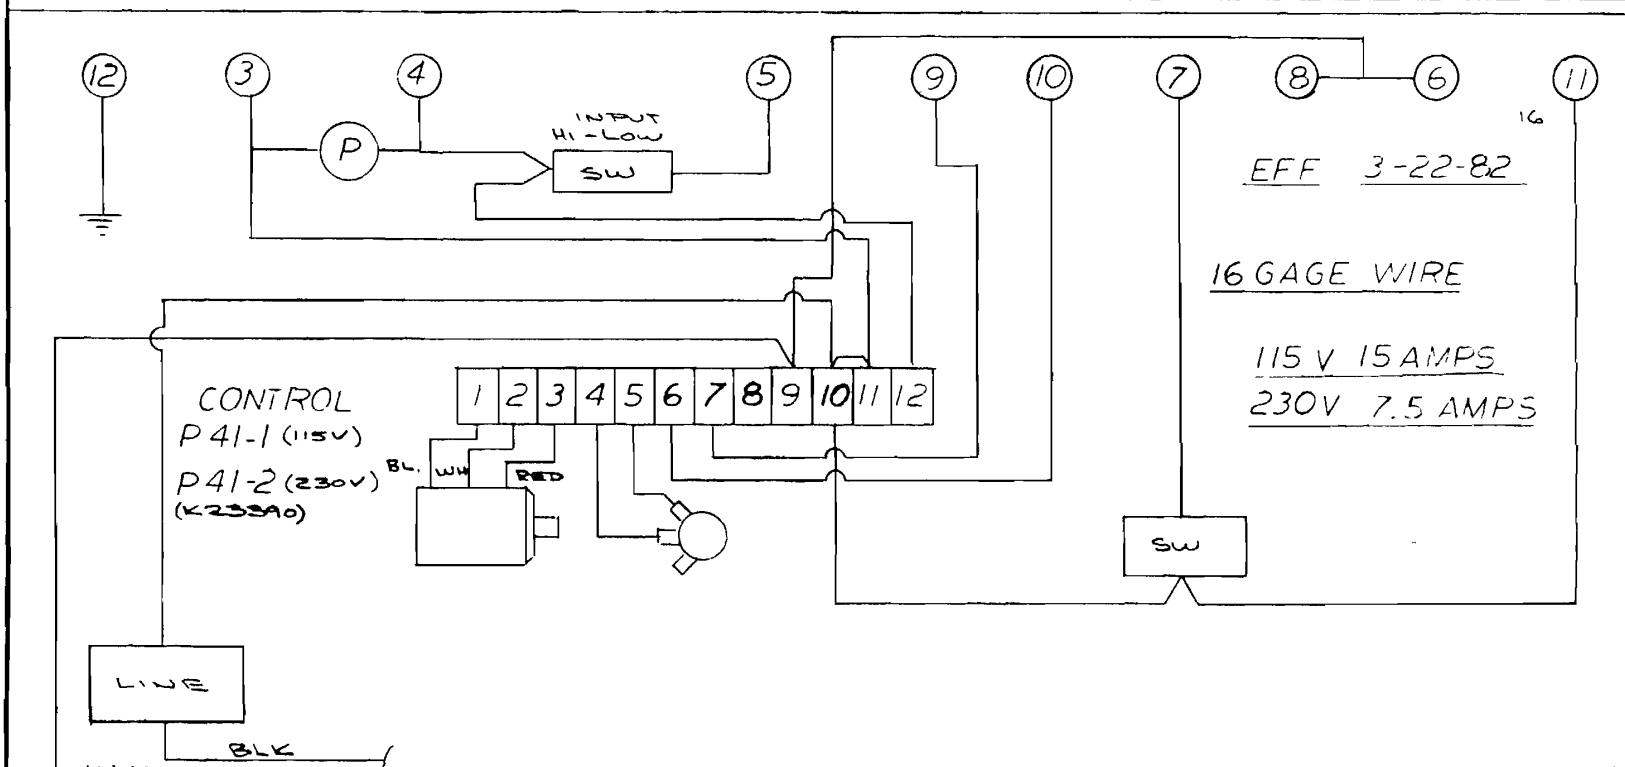 12 3 4 5 9 10 7 8 6 11
16
P
INPUT
HI-LOW
SW
EFF 3-22-82
16 GAGE WIRE
115 V 15 AMPS
230V 7.5 AMPS
1 2 3 4 5 6 7 8 9 10 11 12
CONTROL
P41-1 (115V)
P41-2 (230V)
(K23390)
BL. WH RED
SW
LINE
BLK